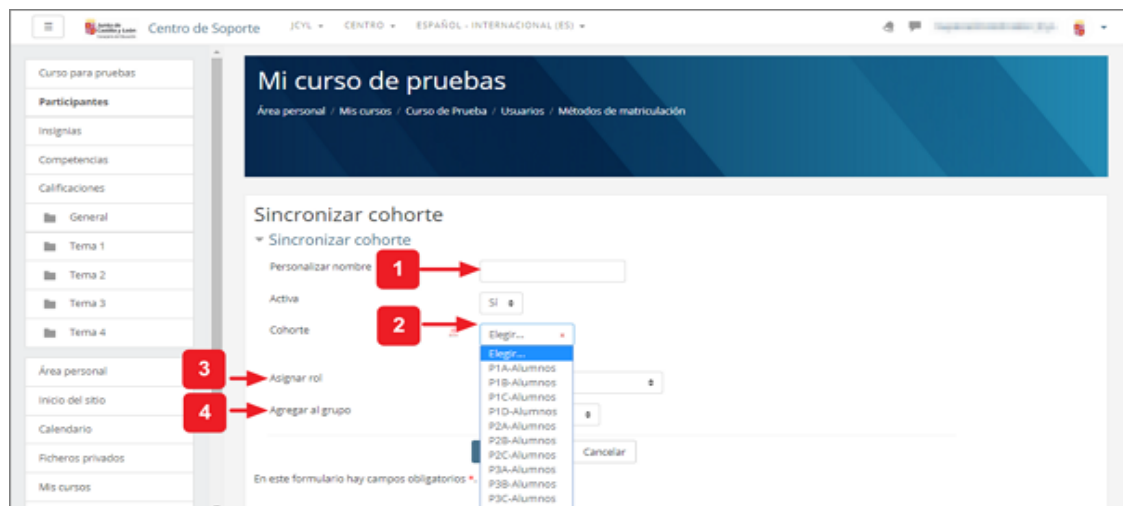 Junta de
Castilla y León
Centro de Soporte
JCYL
CENTRO
ESPAÑOL - INTERNACIONAL (ES)
Curso para pruebas
Participantes
Insignias
Competencias
Calificaciones
General
Tema 1
Tema 2
Tema 3
Tema 4
Área personal
Inicio del sitio
Calendario
Ficheros privados
Mis cursos
Mi curso de pruebas
Área personal / Mis cursos / Curso de Prueba / Usuarios / Métodos de matriculación
Sincronizar cohorte
Sincronizar cohorte
Personalizar nombre
1
Activa
Sí
Cohorte
2
Elegir...
Elegir...
P1A-Alumnos
P1B-Alumnos
P1C-Alumnos
P1D-Alumnos
P2A-Alumnos
P2B-Alumnos
P2C-Alumnos
P3A-Alumnos
P3B-Alumnos
P3C-Alumnos
3
Asignar rol
4
Agregar al grupo
Cancelar
En este formulario hay campos obligatorios